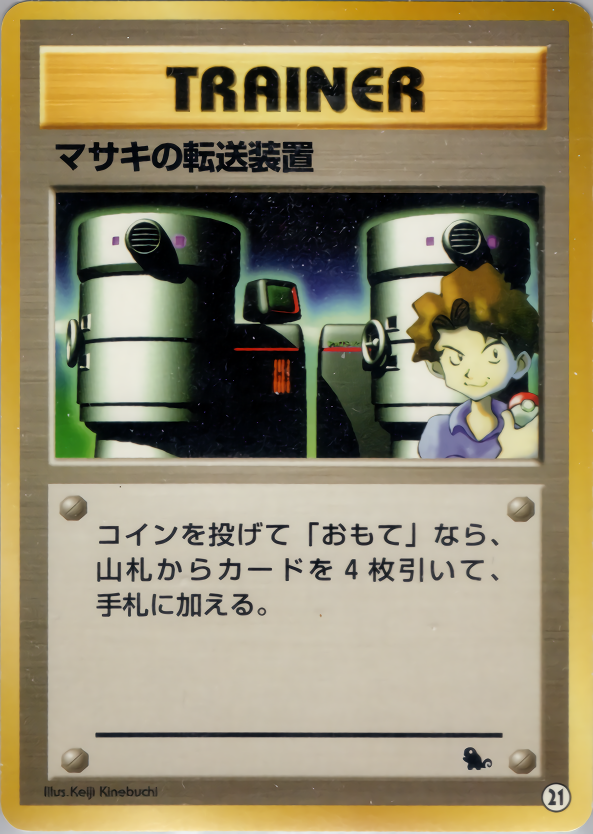 TRAINER
マサキの転送装置
コインを投げて「おもて」なら、
山札からカードを4枚引いて、
手札に加える。
Illus.Keiji Kinebuchi
21